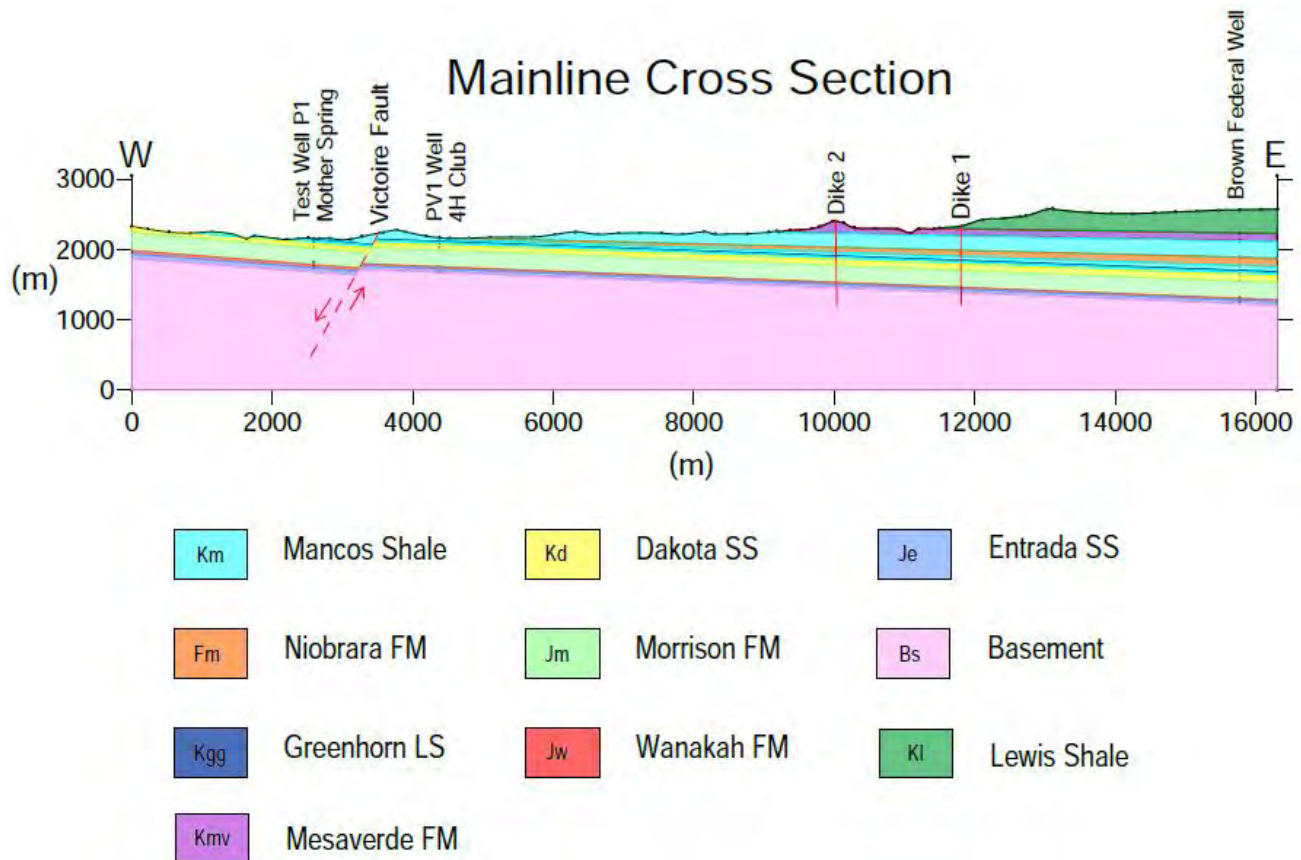 Mainline Cross Section
Test Well P1
Mother Spring
Victoire Fault
PV1 Well
4H Club
Dike 2
Dike 1
Brown Federal Well
W
E
3000
2000
(m)
1000
0
0 2000 4000 6000 8000 10000 12000 14000 16000
(m)
Km Mancos Shale
Kd Dakota SS
Je Entrada SS
Fm Niobrara FM
Jm Morrison FM
Bs Basement
Kgg Greenhorn LS
Jw Wanakah FM
Kl Lewis Shale
Kmv Mesaverde FM